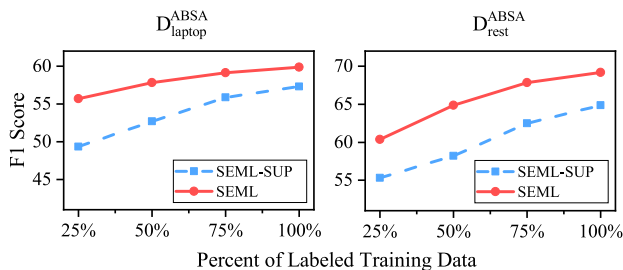 D^ABSA_laptop
D^ABSA_rest
F1 Score
60
55
50
45
SEML-SUP
SEML
25% 50% 75% 100%
70
65
60
55
SEML-SUP
SEML
25% 50% 75% 100%
Percent of Labeled Training Data